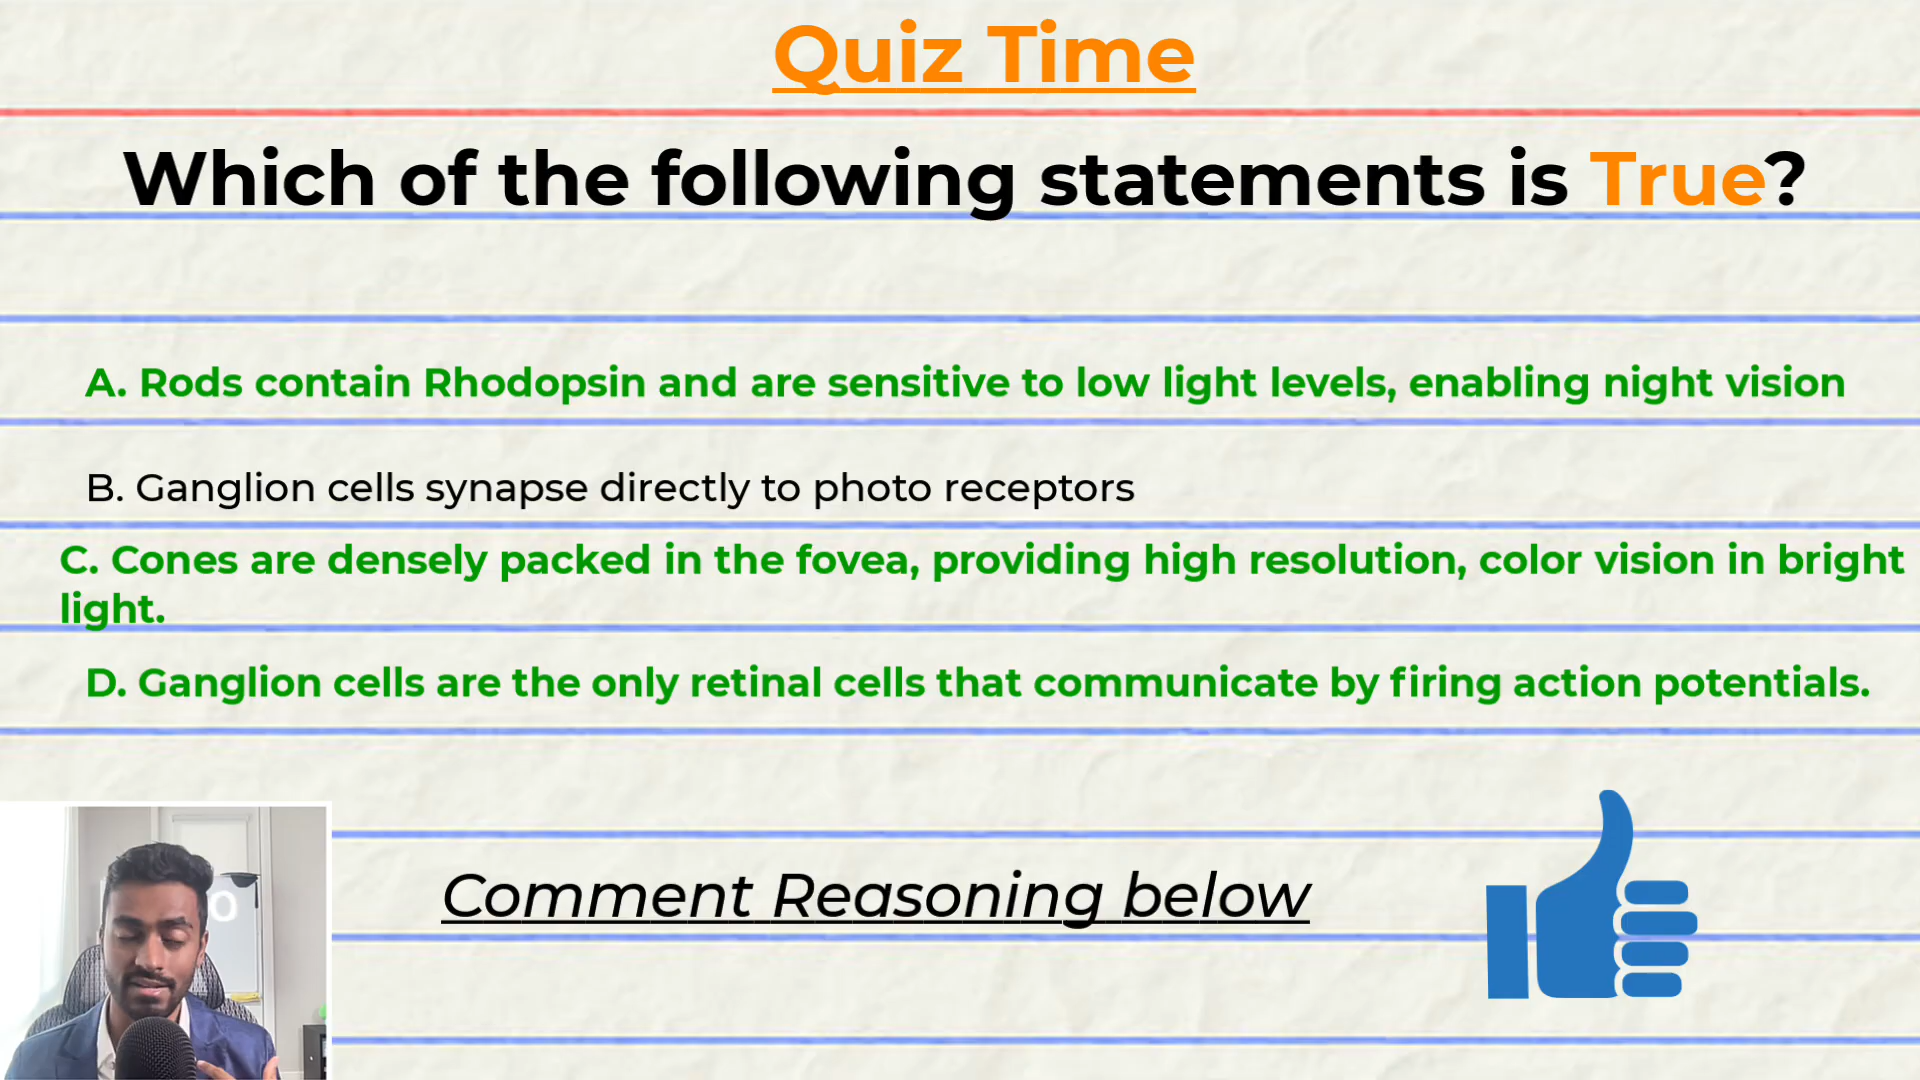 Quiz Time
Which of the following statements is True?
A. Rods contain Rhodopsin and are sensitive to low light levels, enabling night vision
B. Ganglion cells synapse directly to photo receptors
C. Cones are densely packed in the fovea, providing high resolution, color vision in bright
light.
D. Ganglion cells are the only retinal cells that communicate by firing action potentials.
Comment Reasoning below